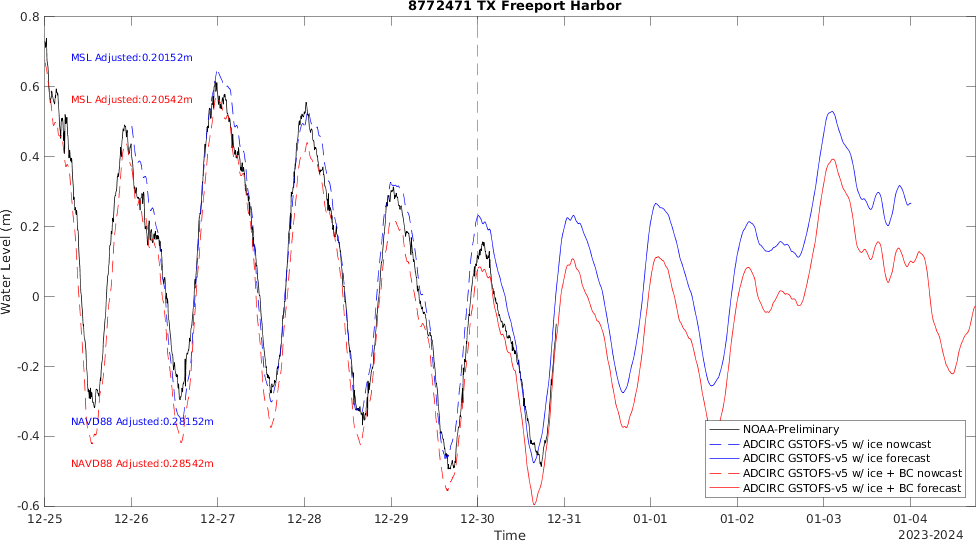 8772471 TX Freeport Harbor
0.8
MSL Adjusted:0.20152m
0.6
MSL Adjusted:0.20542m
0.4
0.2
Water Level (m)
0
-0.2
NAVD88 Adjusted:0.28152m
-0.4
NOAA-Preliminary
ADCIRC GSTOFS-v5 w/ ice nowcast
NAVD88 Adjusted:0.28542m
ADCIRC GSTOFS-v5 w/ ice forecast
ADCIRC GSTOFS-v5 w/ ice + BC nowcast
ADCIRC GSTOFS-v5 w/ ice + BC forecast
-0.6
12-25 12-26 12-27 12-28 12-29 12-30 12-31 01-01 01-02 01-03 01-04
Time
2023-2024